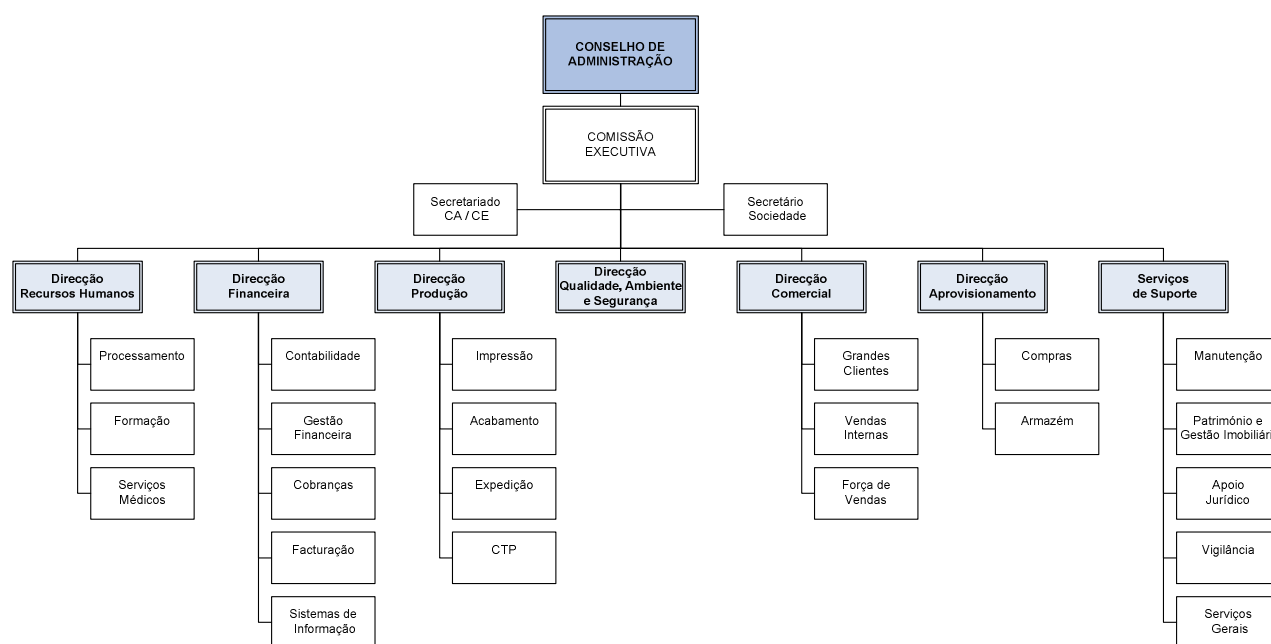 CONSELHO DE
ADMINISTRAÇÃO
COMISSÃO
EXECUTIVA
Secretariado
CA / CE
Secretário
Sociedade
Direcção
Recursos Humanos
Direcção
Financeira
Direcção
Produção
Direcção
Qualidade, Ambiente
e Segurança
Direcção
Comercial
Direcção
Aprovisionamento
Serviços
de Suporte
Processamento
Formação
Serviços
Médicos
Contabilidade
Gestão
Financeira
Cobranças
Facturação
Sistemas de
Informação
Impressão
Acabamento
Expedição
CTP
Grandes
Clientes
Vendas
Internas
Força de
Vendas
Compras
Armazém
Manutenção
Património e
Gestão Imobiliári
Apoio
Jurídico
Vigilância
Serviços
Gerais